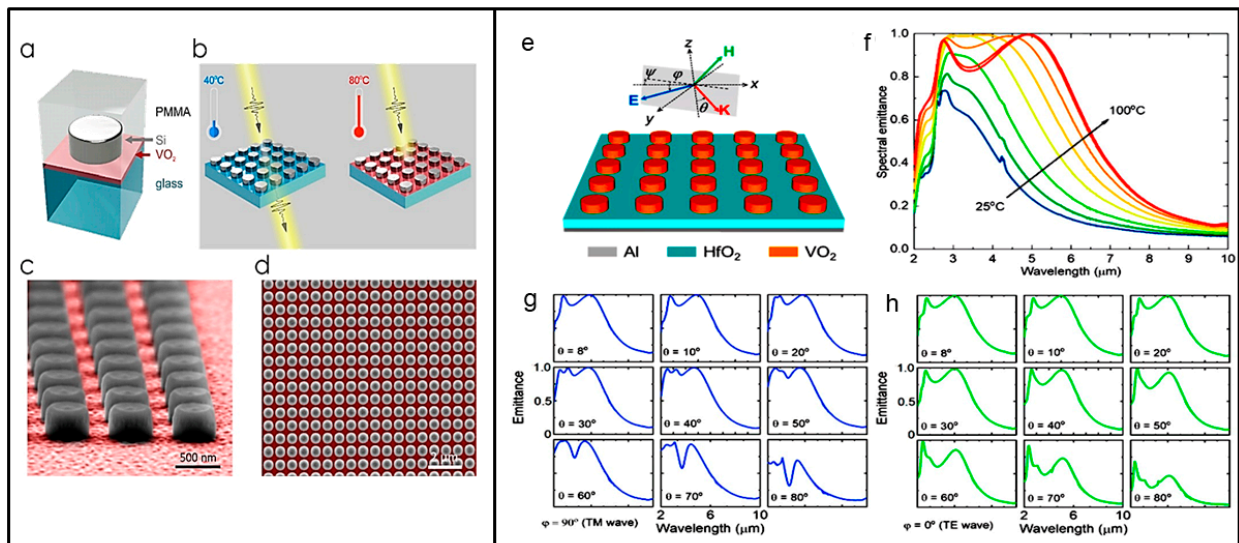 a
PMMA
Si
VO₂
glass
b
40°C
80°C
c
500 nm
d
2 μm
e
z
H
ψ
φ
x
E
θ
K
y
Al
HfO₂
VO₂
f
Spectral emittance
1.0
0.8
0.6
0.4
0.2
0.0
100°C
25°C
2 3 4 5 6 7 8 9 10
Wavelength (μm)
g
θ = 8°
θ = 10°
θ = 20°
1.0
0.5
0
Emittance
θ = 30°
θ = 40°
θ = 50°
θ = 60°
θ = 70°
θ = 80°
2 6 10
φ = 90° (TM wave)
Wavelength (μm)
h
θ = 8°
θ = 10°
θ = 20°
1.0
0.5
0
Emittance
θ = 30°
θ = 40°
θ = 50°
θ = 60°
θ = 70°
θ = 80°
2 6 10
φ = 0° (TE wave)
Wavelength (μm)